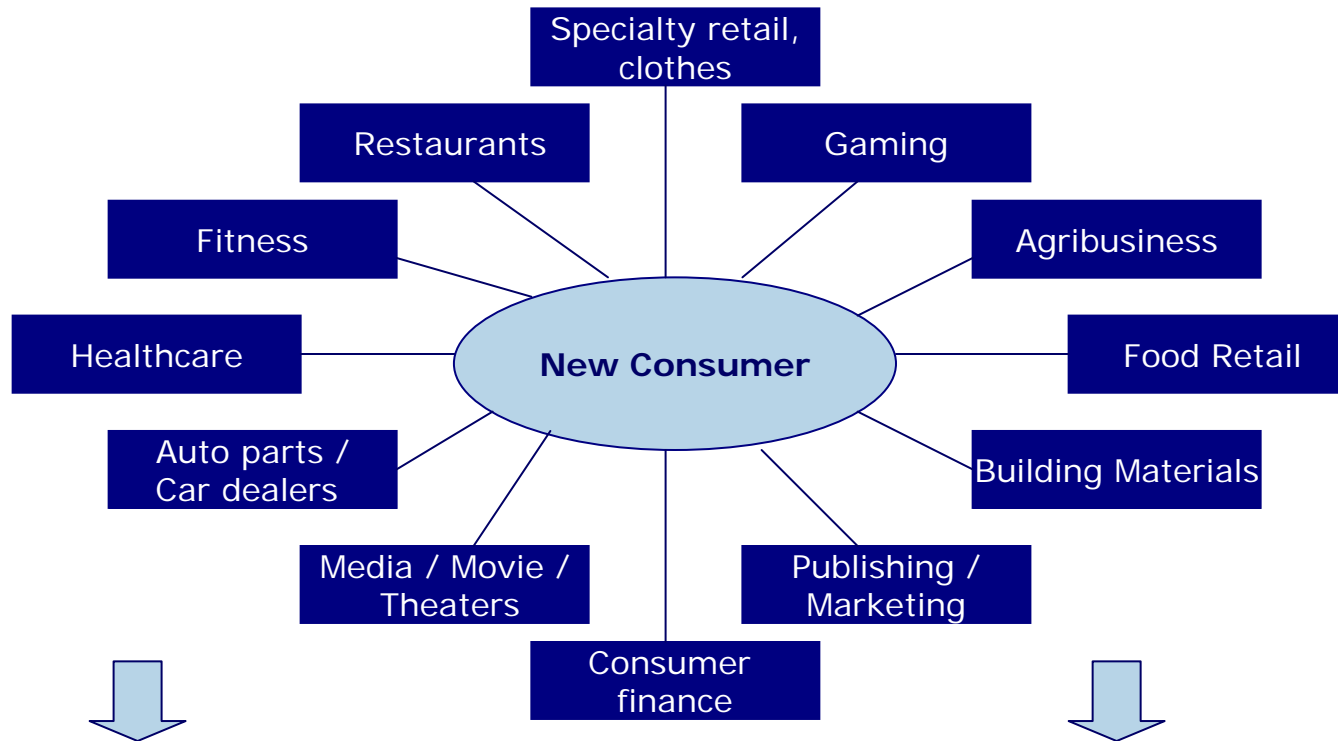 Specialty retail,
clothes
Restaurants
Gaming
Fitness
Agribusiness
Healthcare
New Consumer
Food Retail
Auto parts /
Car dealers
Building Materials
Media / Movie /
Theaters
Publishing /
Marketing
Consumer
finance